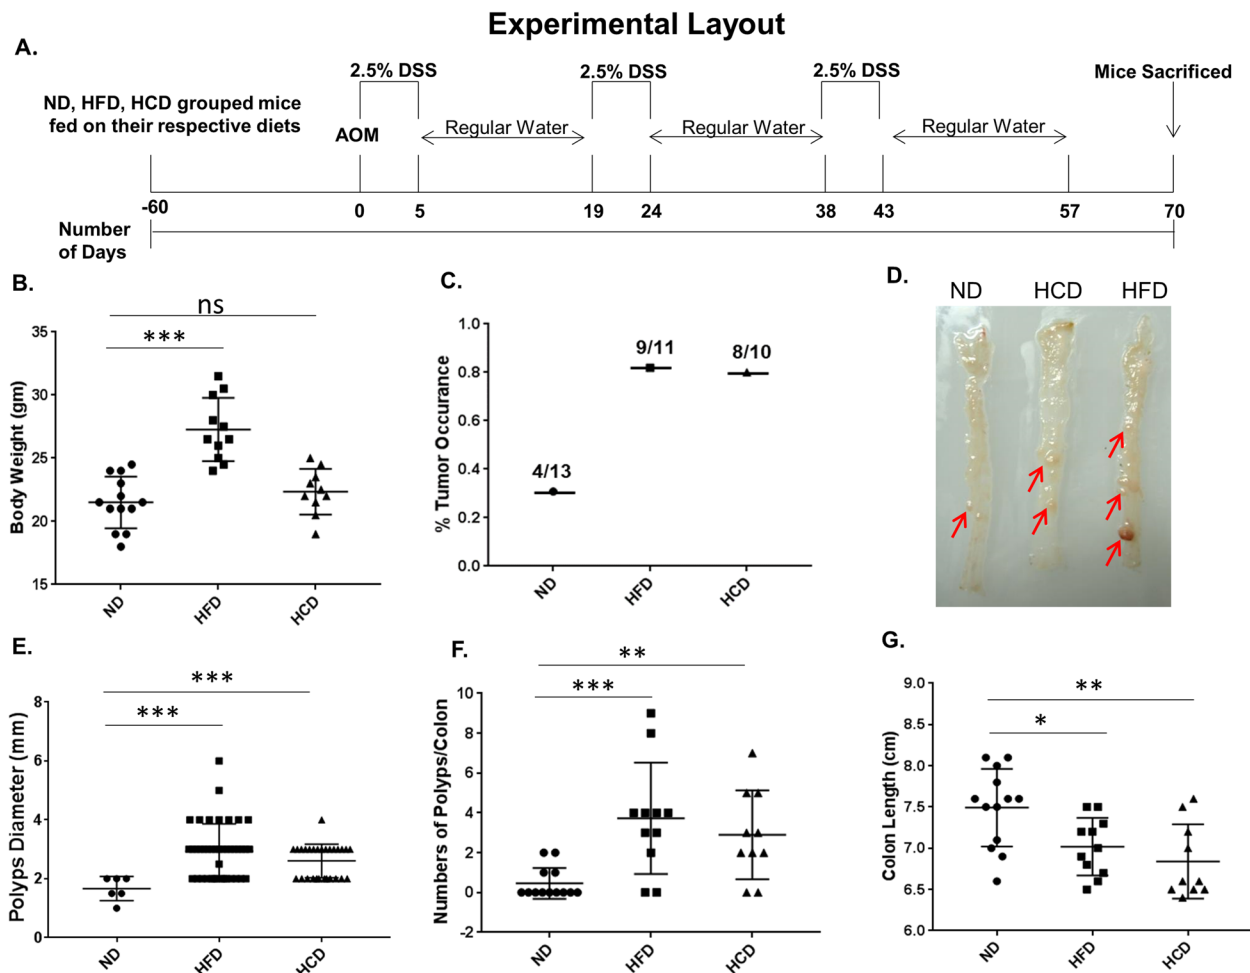 Experimental Layout
A.
2.5% DSS
2.5% DSS
2.5% DSS
Mice Sacrificed
ND, HFD, HCD grouped mice
fed on their respective diets
AOM
Regular Water
Regular Water
Regular Water
-60
0
5
19
24
38
43
57
70
Number
of Days
B.
ns
***
35
30
25
20
15
Body Weight (gm)
ND
HFD
HCD
C.
1.0
0.8
0.6
0.4
0.2
0.0
% Tumor Occurance
4/13
9/11
8/10
ND
HFD
HCD
D.
ND
HCD
HFD
E.
***
***
8
6
4
2
0
Polyps Diameter (mm)
ND
HFD
HCD
F.
**
***
10
8
6
4
2
0
-2
Numbers of Polyps/Colon
ND
HFD
HCD
G.
**
*
9.0
8.5
8.0
7.5
7.0
6.5
6.0
Colon Length (cm)
ND
HFD
HCD